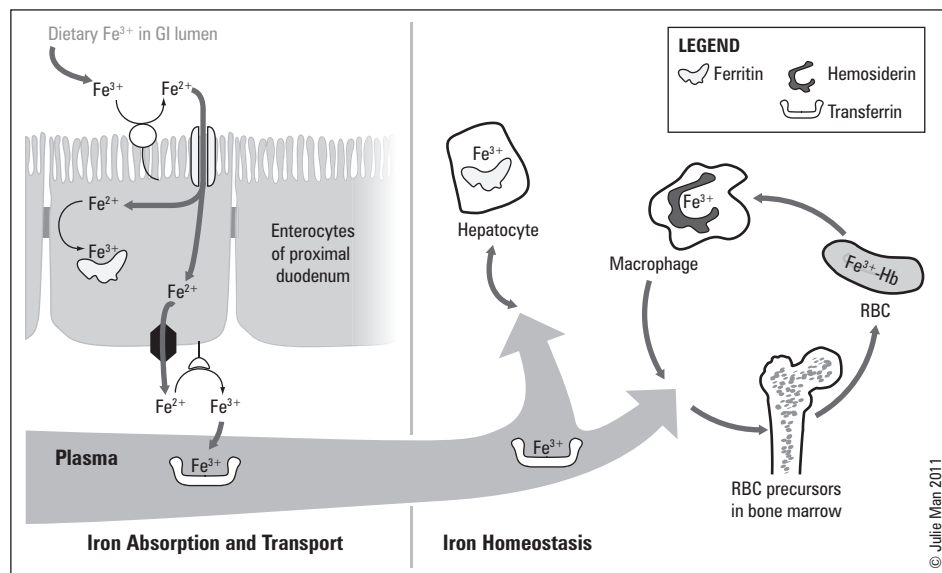 Dietary Fe³⁺ in GI lumen
Fe³⁺
Fe²⁺
Fe²⁺
Fe³⁺
Enterocytes
of proximal
duodenum
Fe²⁺
Fe²⁺
Fe³⁺
Plasma
Fe³⁺
Iron Absorption and Transport
LEGEND
Ferritin
Hemosiderin
Transferrin
Fe³⁺
Hepatocyte
Fe³⁺
Macrophage
Fe³⁺-Hb
RBC
Fe³⁺
RBC precursors
in bone marrow
Iron Homeostasis
© Julie Man 2011